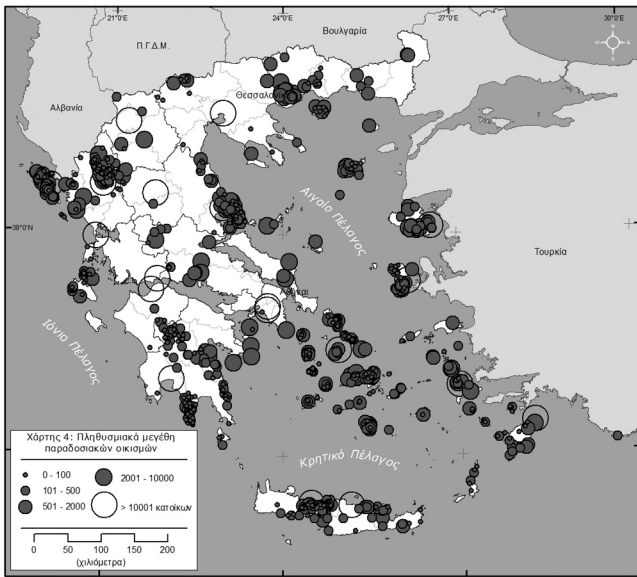 21°0'E 24°0'E 27°0'E 30°0'E
Βουλγαρία
Π.Γ.Δ.Μ.
N
W E
S
Αλβανία
Θεσσαλονί
Αιγαίο Πέλαγος
39°0'N
Τουρκία
Αθήναι
Ιόνιο Πέλαγος
Κρητικό Πέλαγος
Χάρτης 4: Πληθυσμιακά μεγέθη
παραδοσιακών οικισμών
0 - 100
2001 - 10000
101 - 500
501 - 2000
> 10001 κατοίκων
0 50 100 200
(χιλιόμετρα)